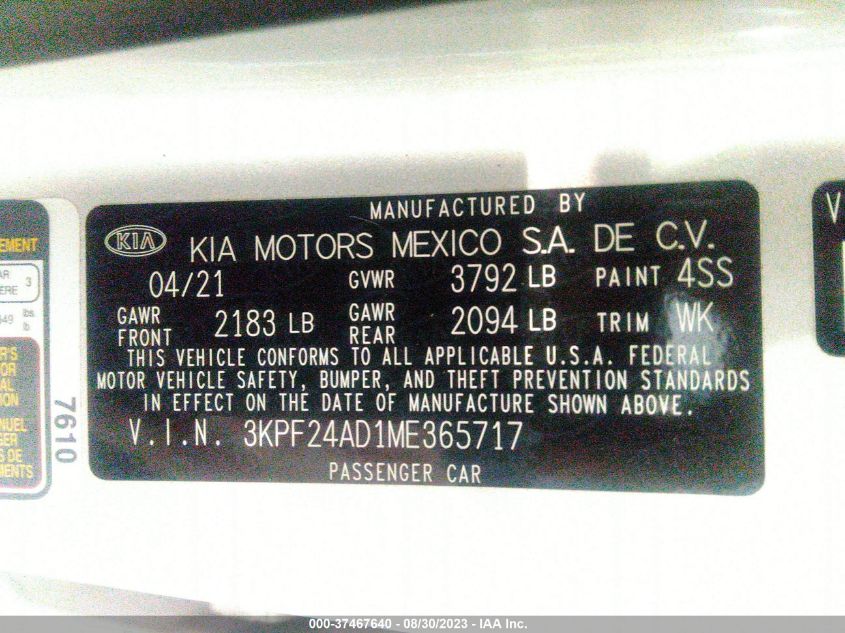 MANUFACTURED BY
KIA KIA MOTORS MEXICO S.A. DE C.V.
04/21 GVWR 3792 LB PAINT 4SS
GAWR FRONT 2183 LB GAWR REAR 2094 LB TRIM WK
THIS VEHICLE CONFORMS TO ALL APPLICABLE U.S.A. FEDERAL
MOTOR VEHICLE SAFETY, BUMPER, AND THEFT PREVENTION STANDARDS
IN EFFECT ON THE DATE OF MANUFACTURE SHOWN ABOVE.
V.I.N. 3KPF24AD1ME365717
PASSENGER CAR
7610
000-37467640 - 08/30/2023 - IAA Inc.